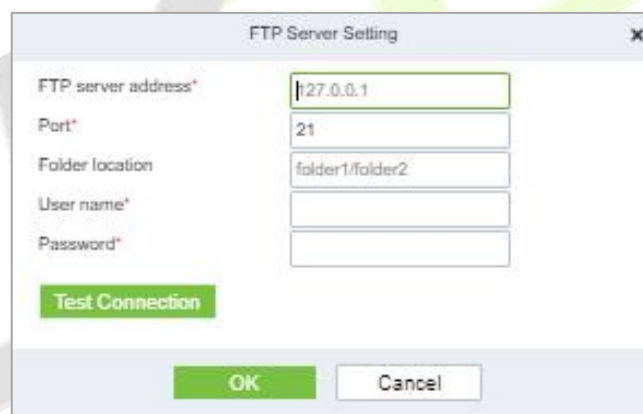 FTP Server Setting x
FTP server address* 127.0.0.1
Port* 21
Folder location folder1/folder2
User name*
Password*
Test Connection
OK Cancel